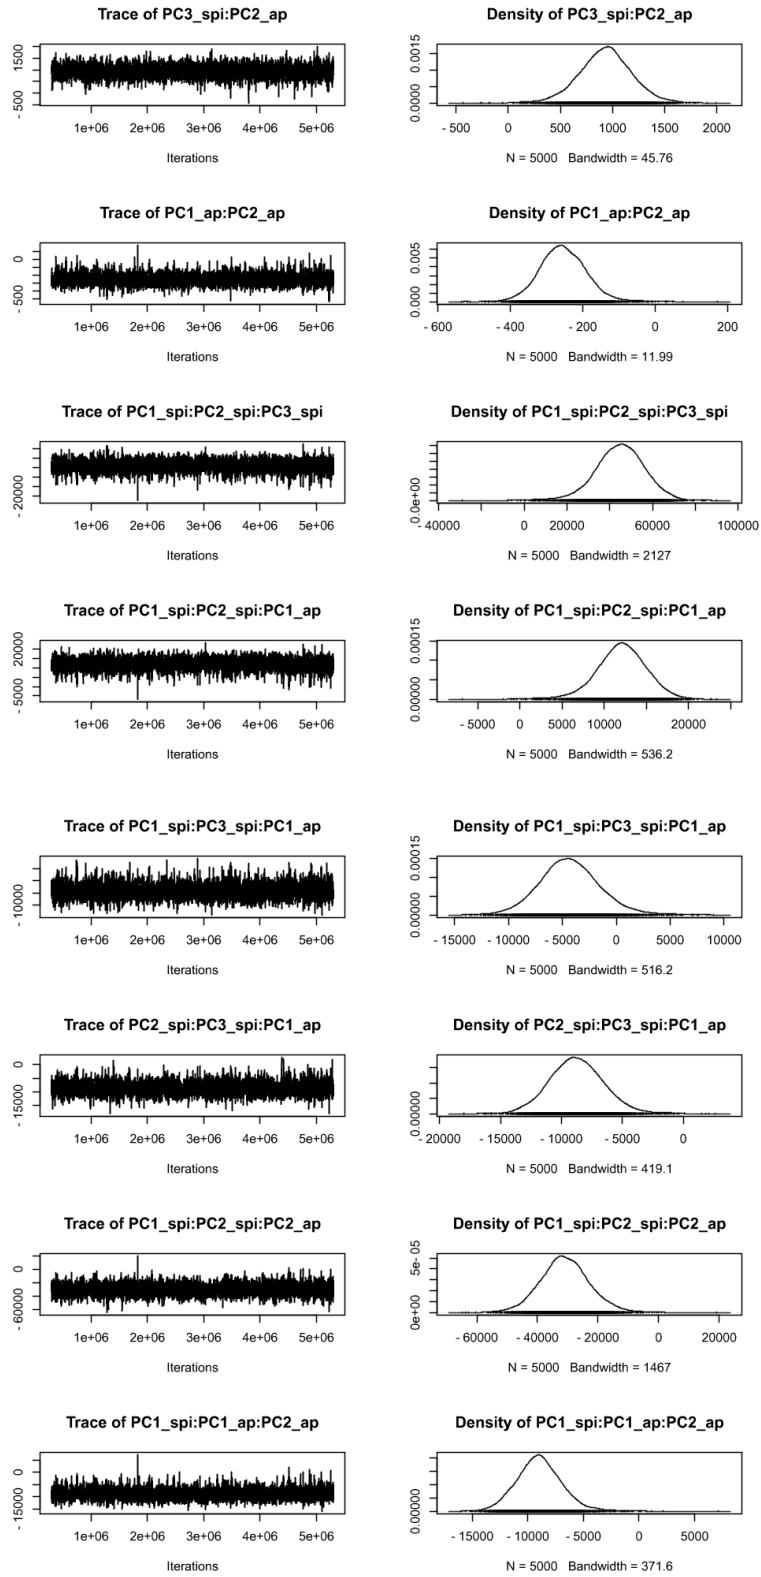 Trace of PC3_spi:PC2_ap
Density of PC3_spi:PC2_ap
- 500 1500
1e+06 2e+06 3e+06 4e+06 5e+06
Iterations
0.0000 0.0015
- 500 0 500 1000 1500 2000
N = 5000 Bandwidth = 45.76
Trace of PC1_ap:PC2_ap
Density of PC1_ap:PC2_ap
- 500 0
1e+06 2e+06 3e+06 4e+06 5e+06
Iterations
0.000 0.005
- 600 - 400 - 200 0 200
N = 5000 Bandwidth = 11.99
Trace of PC1_spi:PC2_spi:PC3_spi
Density of PC1_spi:PC2_spi:PC3_spi
- 20000
1e+06 2e+06 3e+06 4e+06 5e+06
Iterations
0.0e+00
- 40000 0 20000 60000 100000
N = 5000 Bandwidth = 2127
Trace of PC1_spi:PC2_spi:PC1_ap
Density of PC1_spi:PC2_spi:PC1_ap
- 5000 20000
1e+06 2e+06 3e+06 4e+06 5e+06
Iterations
0.00000 0.00015
- 5000 0 5000 10000 20000
N = 5000 Bandwidth = 536.2
Trace of PC1_spi:PC3_spi:PC1_ap
Density of PC1_spi:PC3_spi:PC1_ap
- 10000
1e+06 2e+06 3e+06 4e+06 5e+06
Iterations
0.00000 0.00015
- 15000 - 10000 - 5000 0 5000 10000
N = 5000 Bandwidth = 516.2
Trace of PC2_spi:PC3_spi:PC1_ap
Density of PC2_spi:PC3_spi:PC1_ap
- 15000 0
1e+06 2e+06 3e+06 4e+06 5e+06
Iterations
0.00000
- 20000 - 15000 - 10000 - 5000 0
N = 5000 Bandwidth = 419.1
Trace of PC1_spi:PC2_spi:PC2_ap
Density of PC1_spi:PC2_spi:PC2_ap
- 60000 0
1e+06 2e+06 3e+06 4e+06 5e+06
Iterations
0e+00 5e- 05
- 60000 - 40000 - 20000 0 20000
N = 5000 Bandwidth = 1467
Trace of PC1_spi:PC1_ap:PC2_ap
Density of PC1_spi:PC1_ap:PC2_ap
- 15000 0
1e+06 2e+06 3e+06 4e+06 5e+06
Iterations
0.00000
- 15000 - 10000 - 5000 0 5000
N = 5000 Bandwidth = 371.6